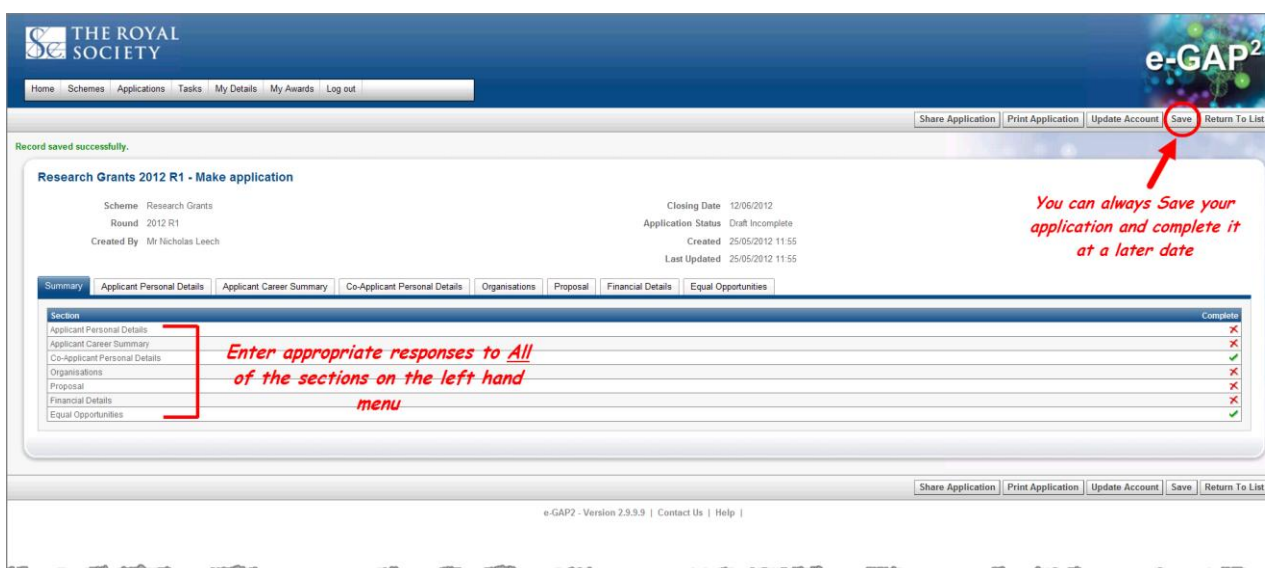 THE ROYAL
SOCIETY
e-GAP2
Home Schemes Applications Tasks My Details My Awards Log out
Share Application Print Application Update Account Save Return To List
Record saved successfully.
Research Grants 2012 R1 - Make application
Scheme Research Grants
Closing Date 12/06/2012
Round 2012 R1
Application Status Draft Incomplete
Created By Mr Nicholas Leech
Created 25/05/2012 11:55
Last Updated 25/05/2012 11:55
You can always Save your
application and complete it
at a later date
Summary Applicant Personal Details Applicant Career Summary Co-Applicant Personal Details Organisations Proposal Financial Details Equal Opportunities
Section Complete
Applicant Personal Details
Applicant Career Summary
Co-Applicant Personal Details
Organisations
Proposal
Financial Details
Equal Opportunities
Enter appropriate responses to All
of the sections on the left hand
menu
Share Application Print Application Update Account Save Return To List
e-GAP2 - Version 2.9.9.9 | Contact Us | Help |